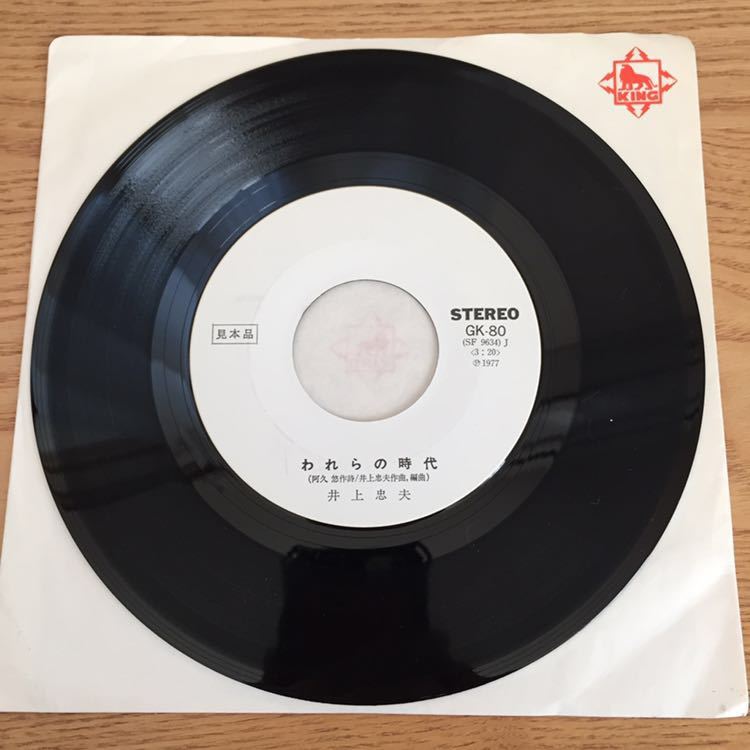 KING
STEREO
GK-80
(SF 9634) J
<3:20>
℗1977
見本品
われらの時代
(阿久 悠作詩/井上忠夫作曲,編曲)
井上忠夫